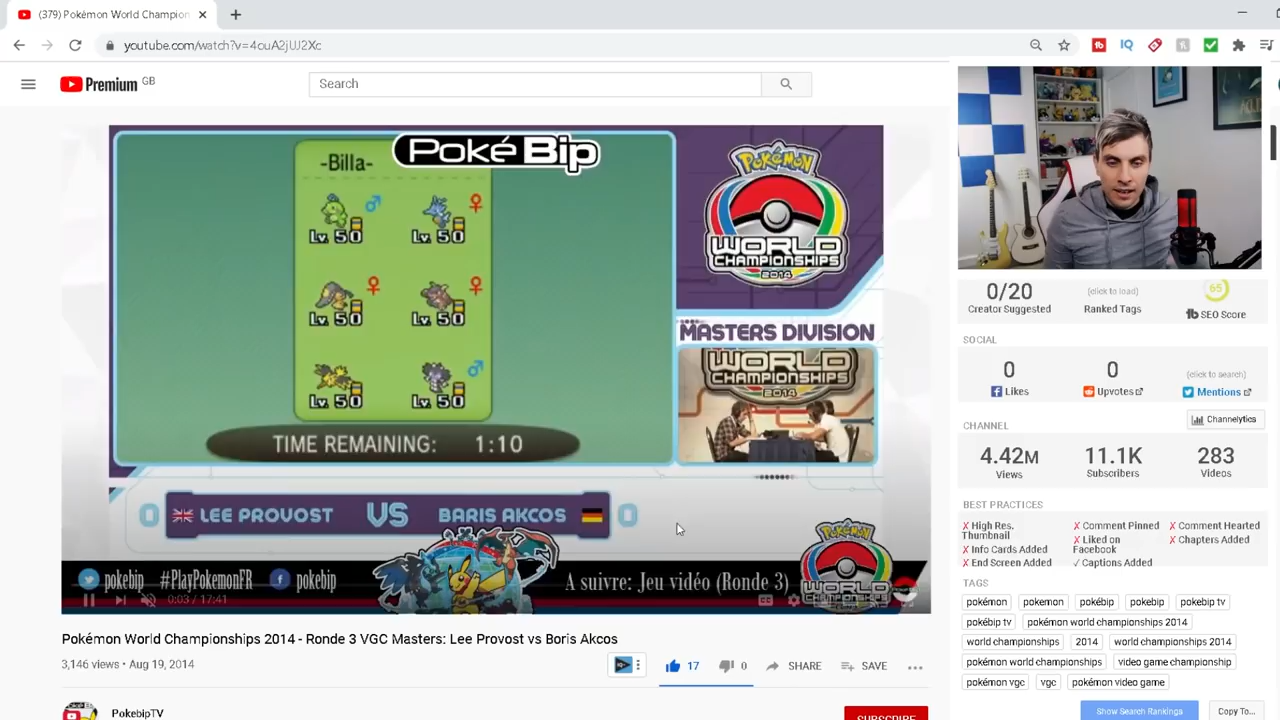 (379) Pokémon World Champion
youtube.com/watch?v=4ouA2jUJ2Xc
Premium GB
Search
Poké Bip
-Billa-
Lv. 50 Lv. 50
Lv. 50 Lv. 50
Lv. 50 Lv. 50
TIME REMAINING: 1:10
Pokémon
WORLD
CHAMPIONSHIPS
2014
MASTERS DIVISION
WORLD
CHAMPIONSHIPS
2014
0 LEE PROVOST VS BARIS AKCOS 0
pokebip #PlayPokemonFR pokebip
A suivre: Jeu vidéo (Ronde 3)
Pokémon
WORLD
CHAMPIONSHIPS
0:03 / 17:41
Pokémon World Championships 2014 - Ronde 3 VGC Masters: Lee Provost vs Boris Akcos
3,146 views • Aug 19, 2014
17 0 SHARE SAVE
PokebipTV
SUBSCRIBE
0/20 (click to load) 65
Creator Suggested Ranked Tags tb SEO Score
SOCIAL
0 0 (click to search)
Likes Upvotes Mentions
CHANNEL Channelytics
4.42M 11.1K 283
Views Subscribers Videos
BEST PRACTICES
✗ High Res. Thumbnail ✗ Comment Pinned ✗ Comment Hearted
✗ Info Cards Added ✗ Liked on Facebook ✗ Chapters Added
✗ End Screen Added ✓ Captions Added
TAGS
pokémon pokemon pokébip pokebip pokebip tv
pokébip tv pokémon world championships 2014
world championships 2014 world championships 2014
pokémon world championships video game championship
pokémon vgc vgc pokémon video game
Show Search Rankings Copy To...